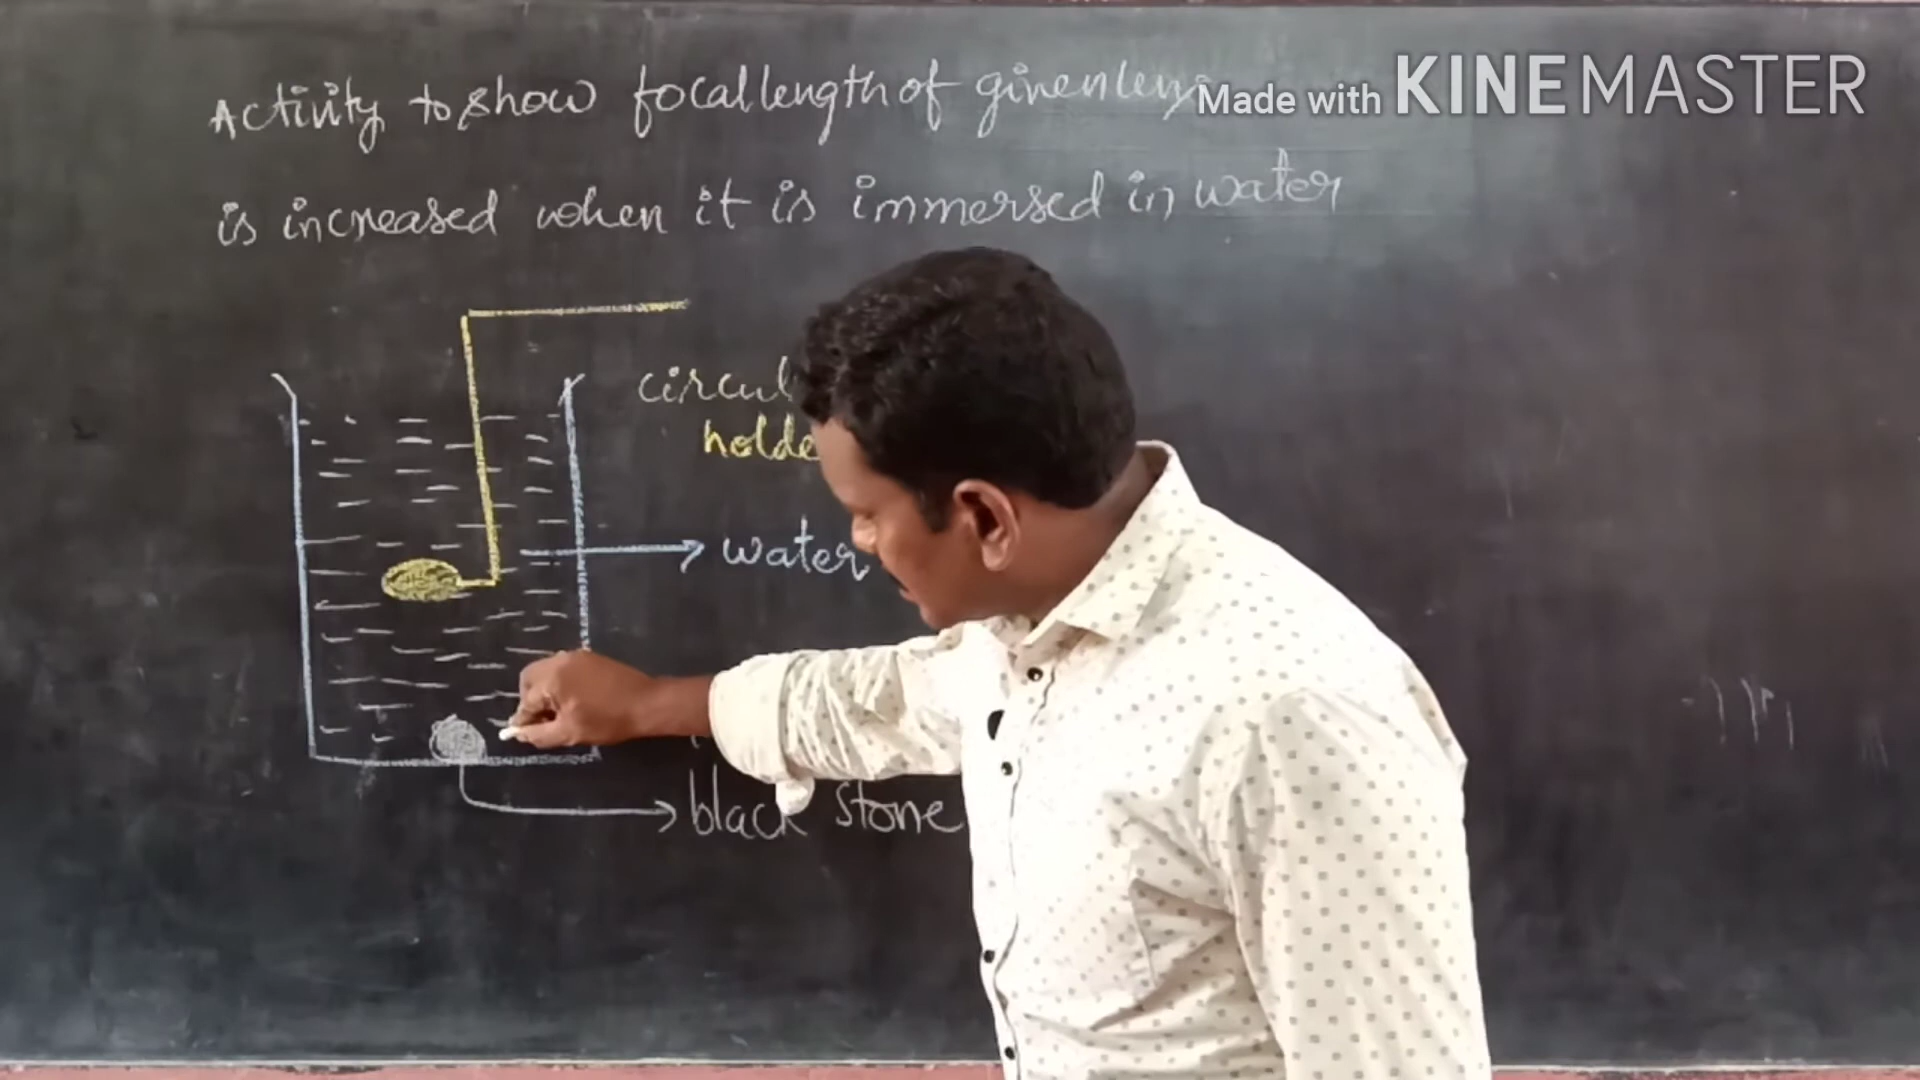 Activity to show focal length of given lens
Made with KINEMASTER
is increased when it is immersed in water
circul
holde
water
black stone